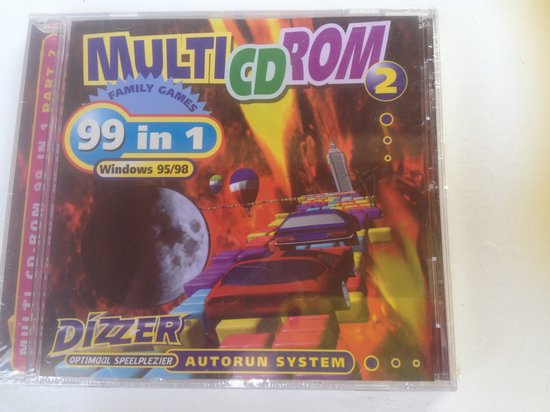 MULTI CD ROM
2
FAMILY GAMES
99 in 1
Windows 95/98
DIZZER
OPTIMAAL SPEELPLEZIER
AUTORUN SYSTEM
MULTI CD-ROM 99 IN 1 PART 2